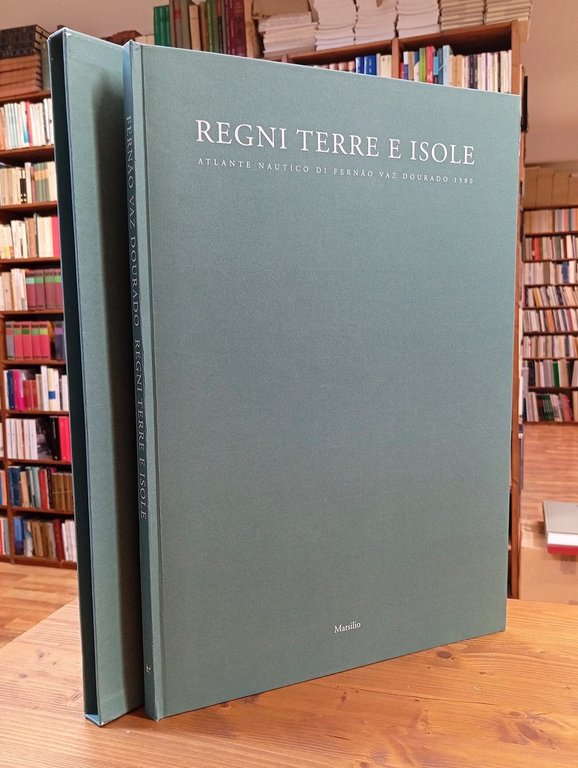 REGNI TERRE E ISOLE
ATLANTE NAUTICO DI FERNÃO VAZ DOURADO 1580
Marsilio
FERNÃO VAZ DOURADO REGNI TERRE E ISOLE